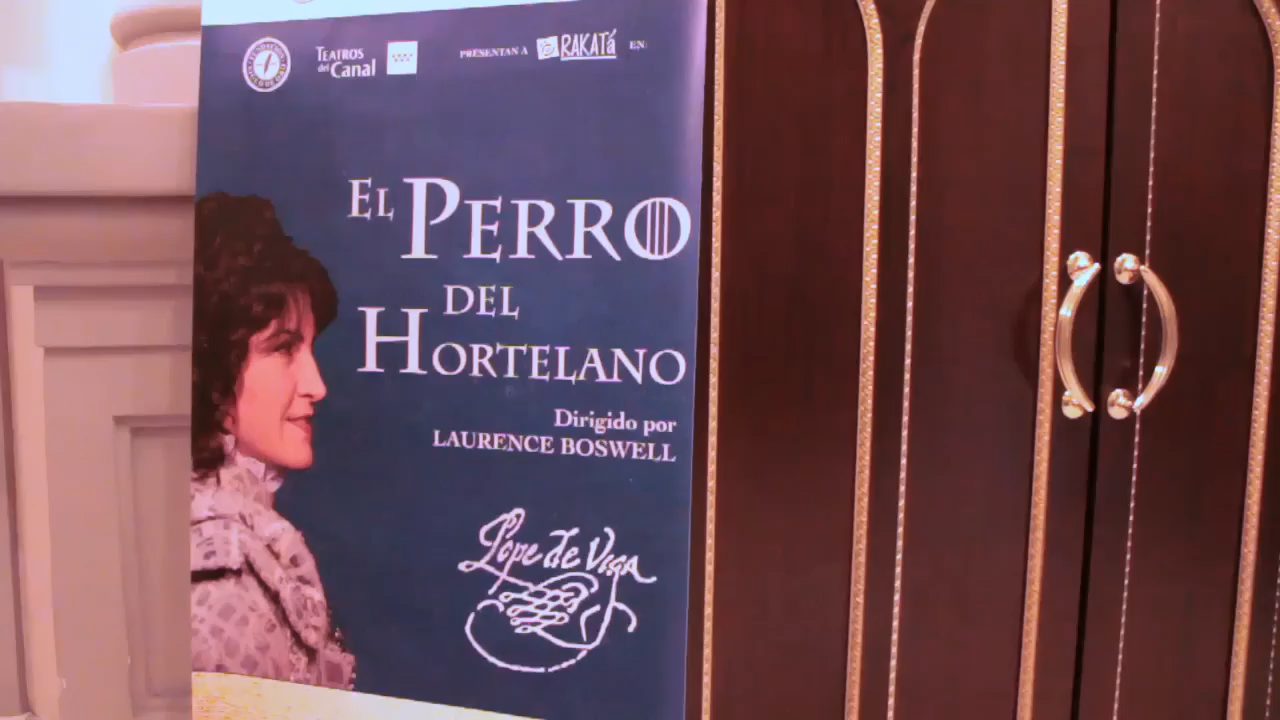 TEATROS
del Canal
PRESENTAN A RAKATá EN:
EL PERRO
DEL
HORTELANO
Dirigido por
LAURENCE BOSWELL
Lope de Vega